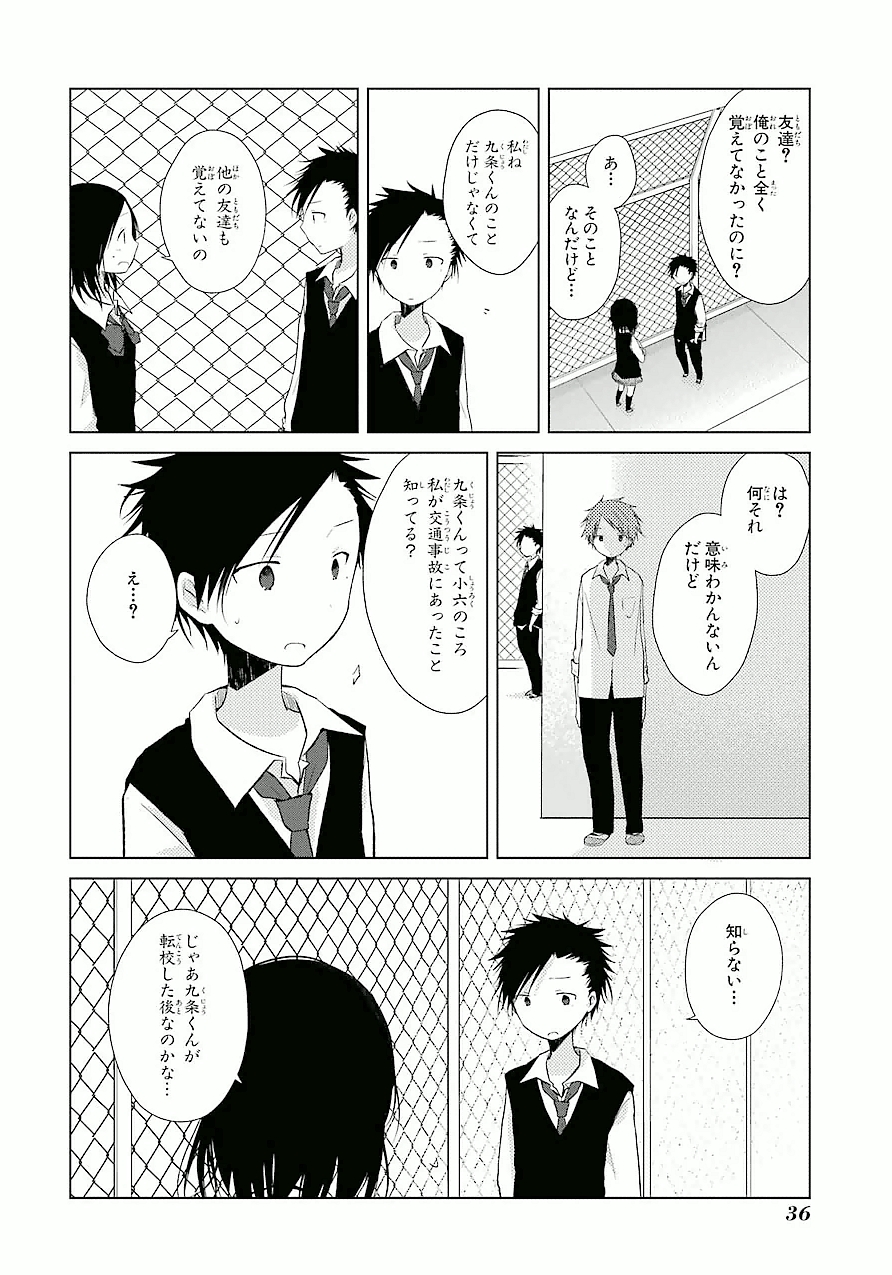 友達?
俺のこと全く
覚えてなかったのに?
あ…
そのこと
なんだけど…
私ね
九条くんのこと
だけじゃなくて
他の友達も
覚えてないの
は?
何それ
意味わかんないん
だけど
九条くんって小六のころ
私が交通事故にあったこと
知ってる?
え…?
知らない…
じゃあ九条くんが
転校した後なのかな…
36